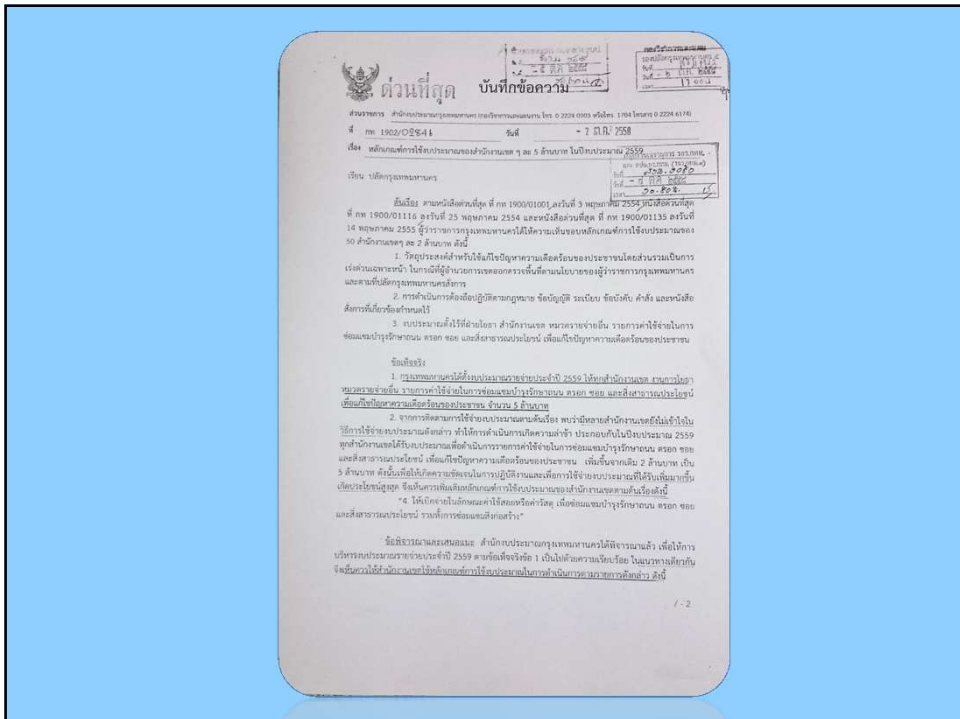 ด่วนที่สุด
บันทึกข้อความ
ส่วนราชการ สำนักงบประมาณกรุงเทพมหานคร (กองวิชาการและแผนงาน โทร. 0 2224 0903 หรือโทร. 1704 โทรสาร 0 2224 6174)
ที่ กท 1902/02846 วันที่ - 7 ต.ค. 2558
เรื่อง หลักเกณฑ์การใช้งบประมาณของสำนักงานเขต ๆ ละ 5 ล้านบาท ในปีงบประมาณ 2559
เรียน ปลัดกรุงเทพมหานคร
ต้นเรื่อง ตามหนังสือด่วนที่สุด ที่ กท 1900/01001 ลงวันที่ 3 พฤษภาคม 2554 หนังสือด่วนที่สุด
ที่ กท 1900/01116 ลงวันที่ 25 พฤษภาคม 2554 และหนังสือด่วนที่สุด ที่ กท 1900/01135 ลงวันที่
14 พฤษภาคม 2555 ผู้ว่าราชการกรุงเทพมหานครได้ให้ความเห็นชอบหลักเกณฑ์การใช้งบประมาณของ
50 สำนักงานเขตๆ ละ 2 ล้านบาท ดังนี้
1. วัตถุประสงค์สำหรับใช้แก้ไขปัญหาความเดือดร้อนของประชาชนโดยส่วนรวมเป็นการ
เร่งด่วนเฉพาะหน้า ในกรณีที่ผู้อำนวยการเขตออกตรวจพื้นที่ตามนโยบายของผู้ว่าราชการกรุงเทพมหานคร
และตามที่ปลัดกรุงเทพมหานครสั่งการ
2. การดำเนินการต้องถือปฏิบัติตามกฎหมาย ข้อบัญญัติ ระเบียบ ข้อบังคับ คำสั่ง และหนังสือ
สั่งการที่เกี่ยวข้องกำหนดไว้
3. งบประมาณตั้งไว้ที่ฝ่ายโยธา สำนักงานเขต หมวดรายจ่ายอื่น รายการค่าใช้จ่ายในการ
ซ่อมแซมบำรุงรักษาถนน ตรอก ซอย และสิ่งสาธารณประโยชน์ เพื่อแก้ไขปัญหาความเดือดร้อนของประชาชน
ข้อเท็จจริง
1. กรุงเทพมหานครได้ตั้งงบประมาณรายจ่ายประจำปี 2559 ให้ทุกสำนักงานเขต งานการโยธา
หมวดรายจ่ายอื่น รายการค่าใช้จ่ายในการซ่อมแซมบำรุงรักษาถนน ตรอก ซอย และสิ่งสาธารณประโยชน์
เพื่อแก้ไขปัญหาความเดือดร้อนของประชาชน จำนวน 5 ล้านบาท
2. จากการติดตามการใช้จ่ายงบประมาณตามต้นเรื่อง พบว่ามีหลายสำนักงานเขตยังไม่เข้าใจใน
วิธีการใช้จ่ายงบประมาณดังกล่าว ทำให้การดำเนินการเกิดความล่าช้า ประกอบกับในปีงบประมาณ 2559
ทุกสำนักงานเขตได้รับงบประมาณเพื่อดำเนินการรายการค่าใช้จ่ายในการซ่อมแซมบำรุงรักษาถนน ตรอก ซอย
และสิ่งสาธารณประโยชน์ เพื่อแก้ไขปัญหาความเดือดร้อนของประชาชน เพิ่มขึ้นจากเดิม 2 ล้านบาท เป็น
5 ล้านบาท ดังนั้นเพื่อให้เกิดความชัดเจนในการปฏิบัติงานและเพื่อการใช้จ่ายงบประมาณที่ได้รับเพิ่มมากขึ้น
เกิดประโยชน์สูงสุด จึงเห็นควรเพิ่มเติมหลักเกณฑ์การใช้งบประมาณของสำนักงานเขตตามต้นเรื่องดังนี้
"4. ให้เบิกจ่ายในลักษณะค่าใช้สอยหรือค่าวัสดุ เพื่อซ่อมแซมบำรุงรักษาถนน ตรอก ซอย
และสิ่งสาธารณประโยชน์ รวมทั้งการซ่อมแซมสิ่งก่อสร้าง"
ข้อพิจารณาและเสนอแนะ สำนักงบประมาณกรุงเทพมหานครได้พิจารณาแล้ว เพื่อให้การ
บริหารงบประมาณรายจ่ายประจำปี 2559 ตามข้อเท็จจริงข้อ 1 เป็นไปด้วยความเรียบร้อย ในแนวทางเดียวกัน
จึงเห็นควรให้สำนักงานเขตใช้หลักเกณฑ์การใช้งบประมาณในการดำเนินการตามรายการดังกล่าว ดังนี้
/ - 2